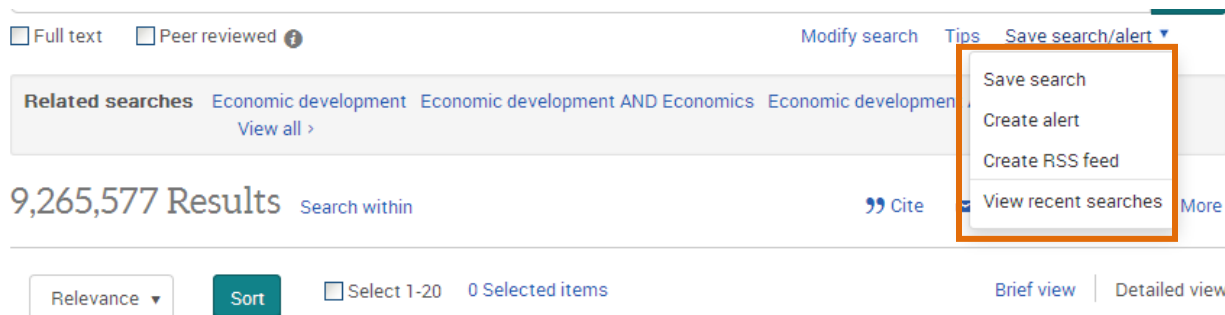 Full text Peer reviewed i Modify search Tips Save search/alert
Related searches Economic development Economic development AND Economics Economic
View all >
Save search
Create alert
Create RSS feed
View recent searches
9,265,577 Results Search within Cite More
Relevance Sort Select 1-20 0 Selected items Brief view Detailed view